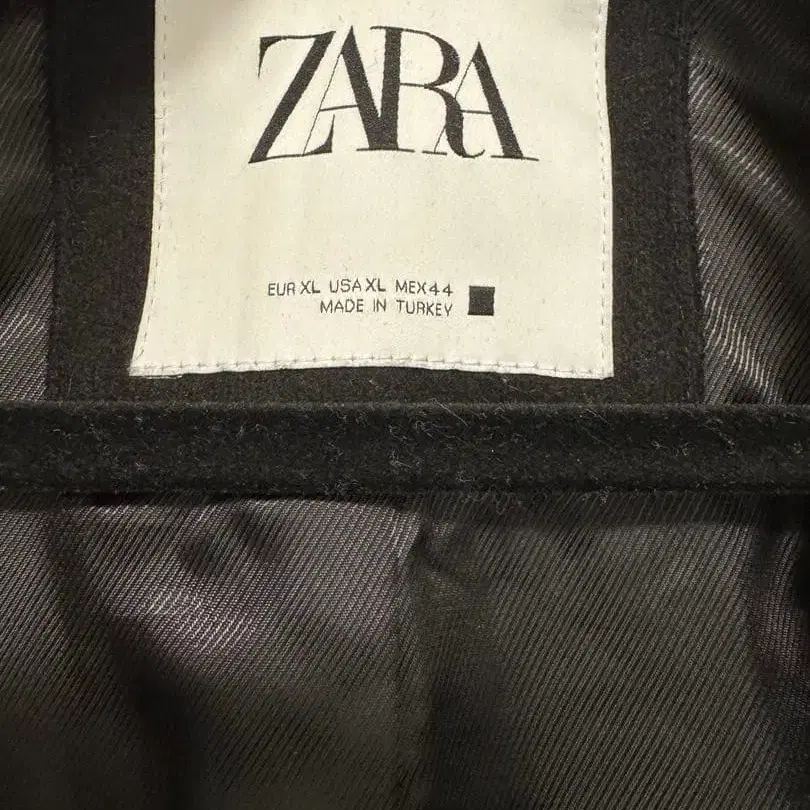 ZARA
EUR XL USA XL MEX 44
MADE IN TURKEY